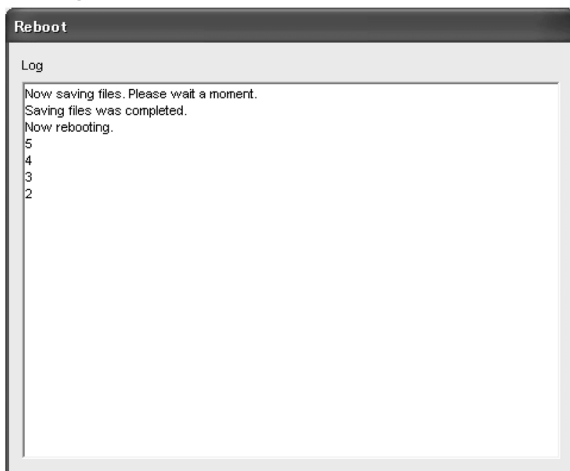 Reboot
Log
Now saving files. Please wait a moment.
Saving files was completed.
Now rebooting.
5
4
3
2